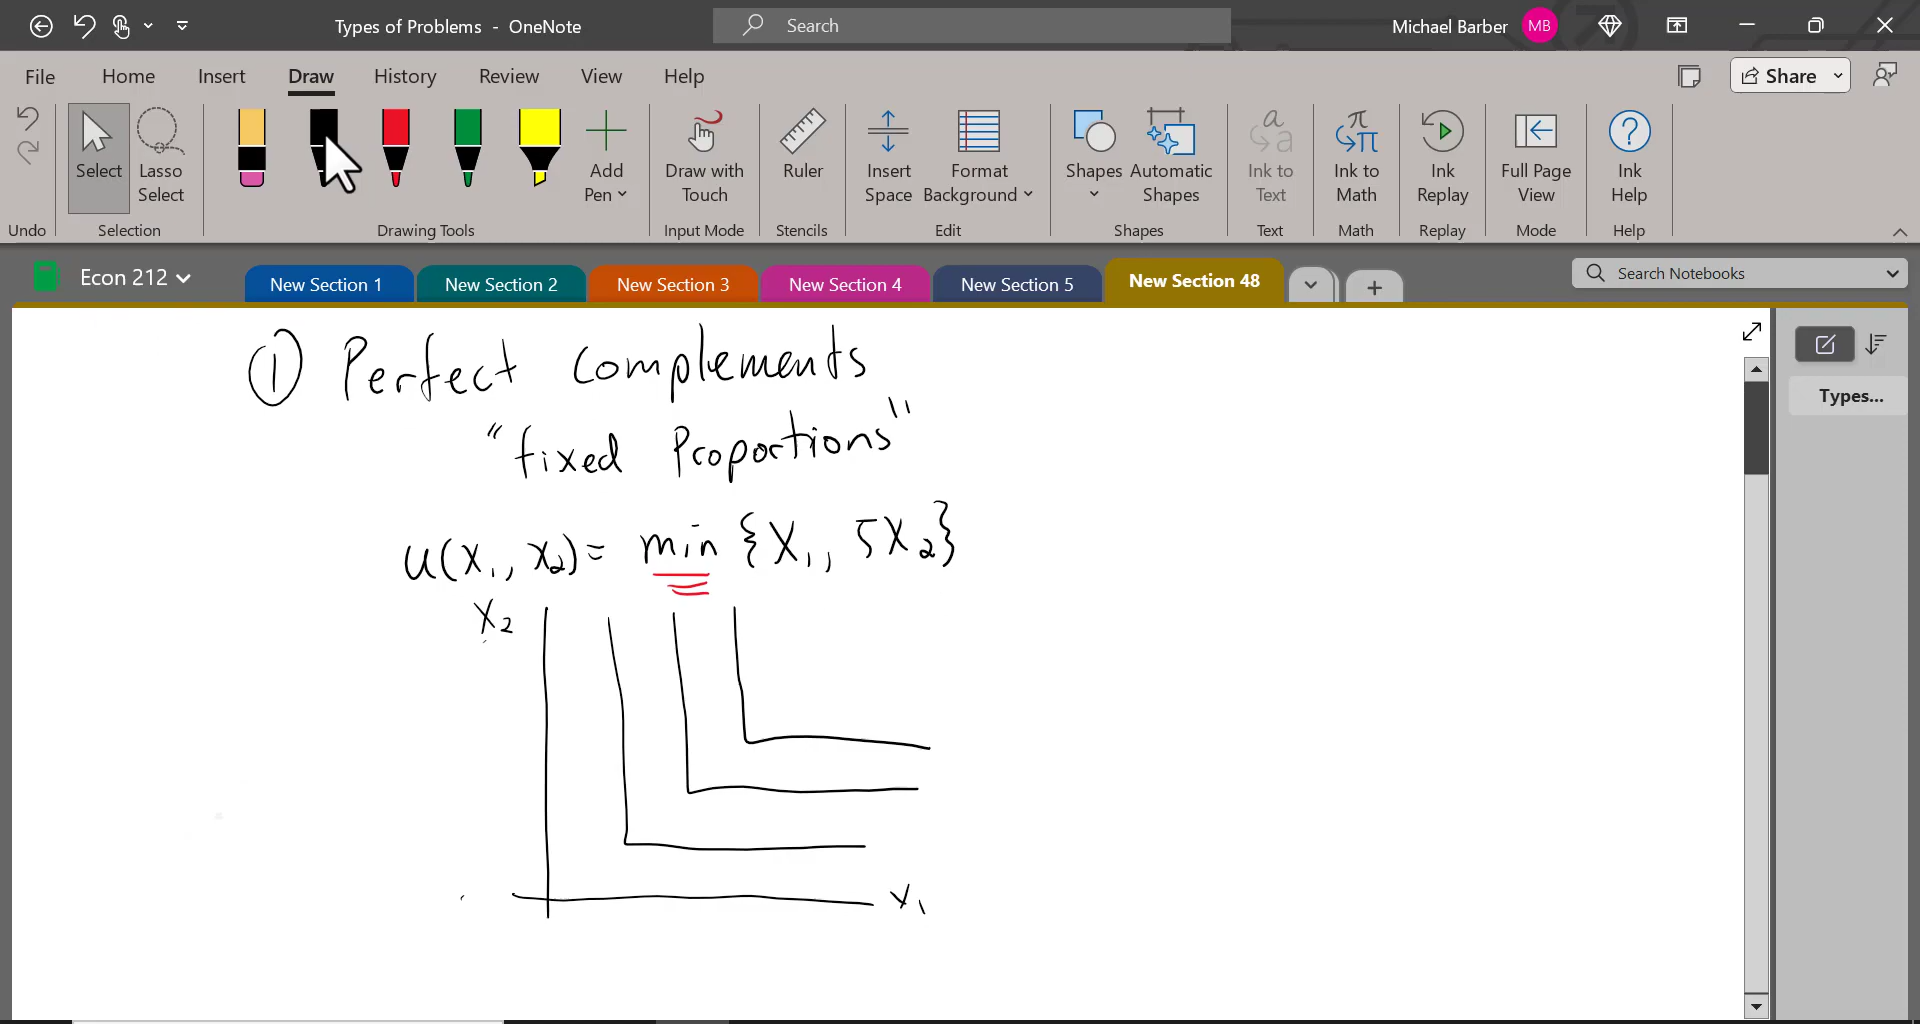 Types of Problems - OneNote
Search
Michael Barber MB
File Home Insert Draw History Review View Help
Share
Select
Lasso Select
Add Pen
Draw with Touch
Ruler
Insert Space
Format Background
Shapes
Automatic Shapes
Ink to Text
Ink to Math
Ink Replay
Full Page View
Ink Help
Undo Selection Drawing Tools Input Mode Stencils Edit Shapes Text Math Replay Mode Help
Econ 212
New Section 1 New Section 2 New Section 3 New Section 4 New Section 5 New Section 48
Search Notebooks
Types...
① Perfect Complements
"fixed Proportions"
u(x₁, x₂) = min {x₁, 5x₂}
x₂
x₁